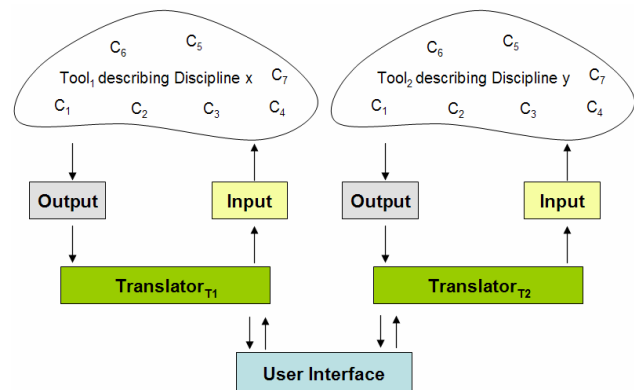 C6 C5
Tool1 describing Discipline x C7
C1 C2 C3 C4
C6 C5
Tool2 describing Discipline y C7
C1 C2 C3 C4
Output Input
Output Input
TranslatorT1
TranslatorT2
User Interface